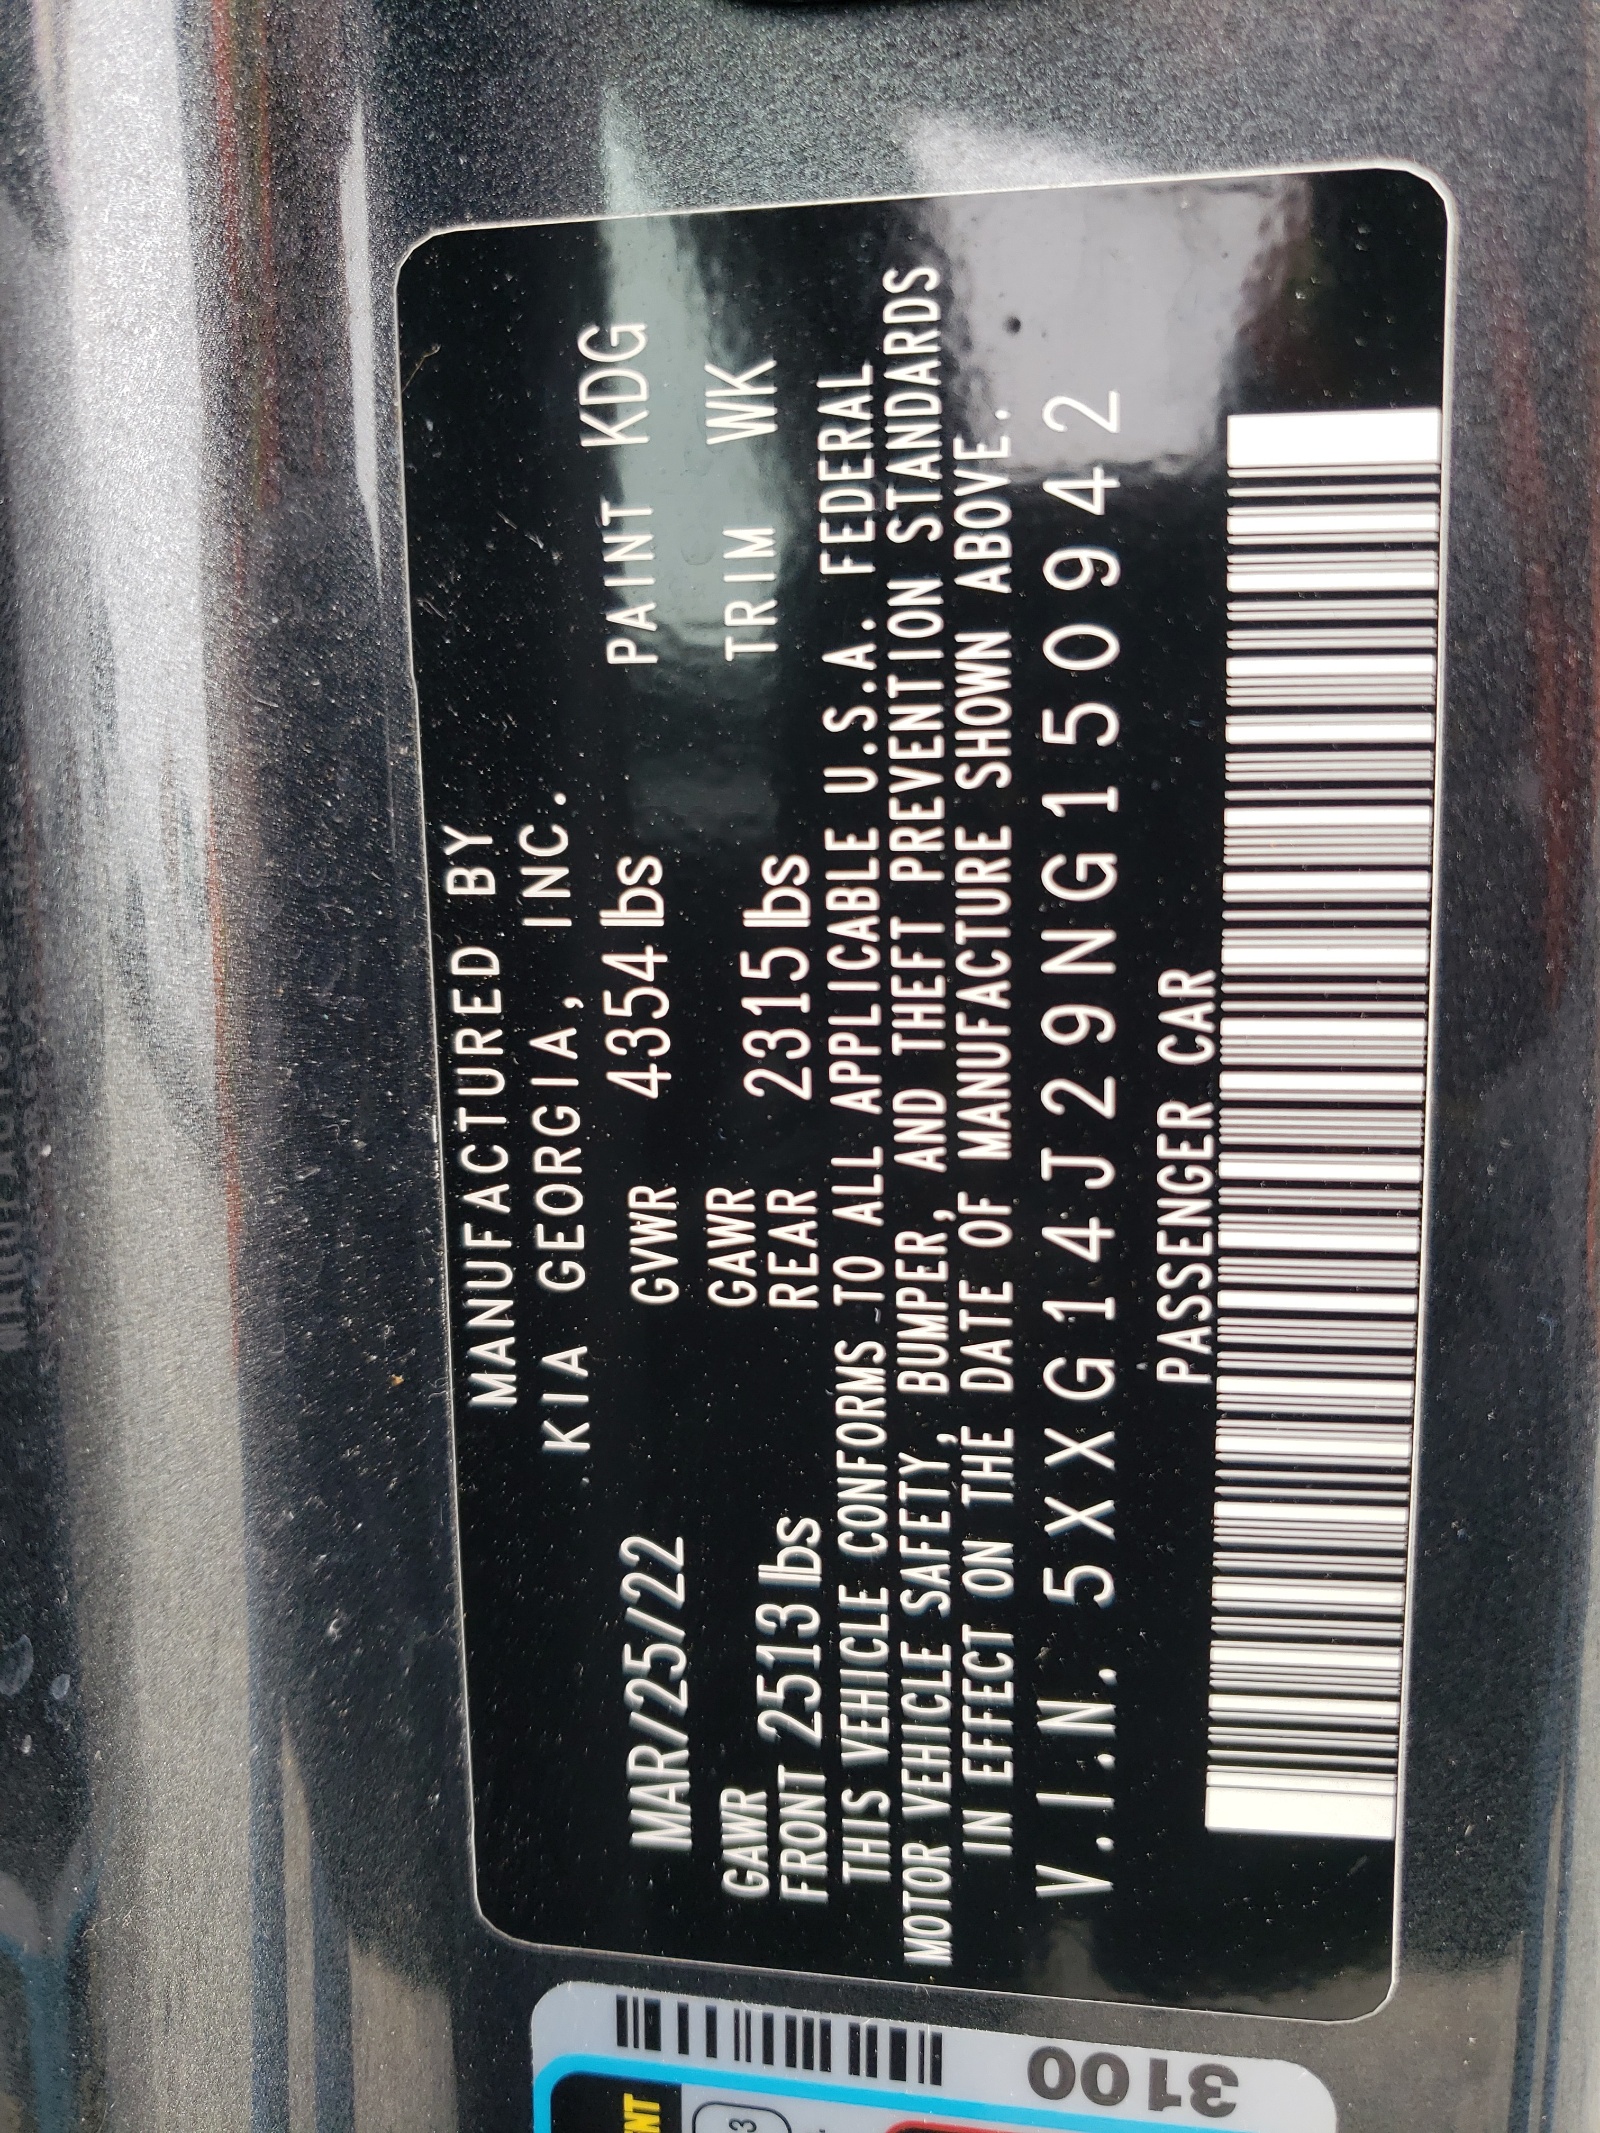 MANUFACTURED BY
KIA GEORGIA, INC.
MAR/25/22 GVWR 4354 lbs PAINT KDG
GAWR FRONT 2513 lbs GAWR REAR 2315 lbs TRIM WK
THIS VEHICLE CONFORMS TO ALL APPLICABLE U.S.A. FEDERAL
MOTOR VEHICLE SAFETY, BUMPER, AND THEFT PREVENTION STANDARDS
IN EFFECT ON THE DATE OF MANUFACTURE SHOWN ABOVE.
V.I.N. 5XXG14J29NG150942
PASSENGER CAR
3100